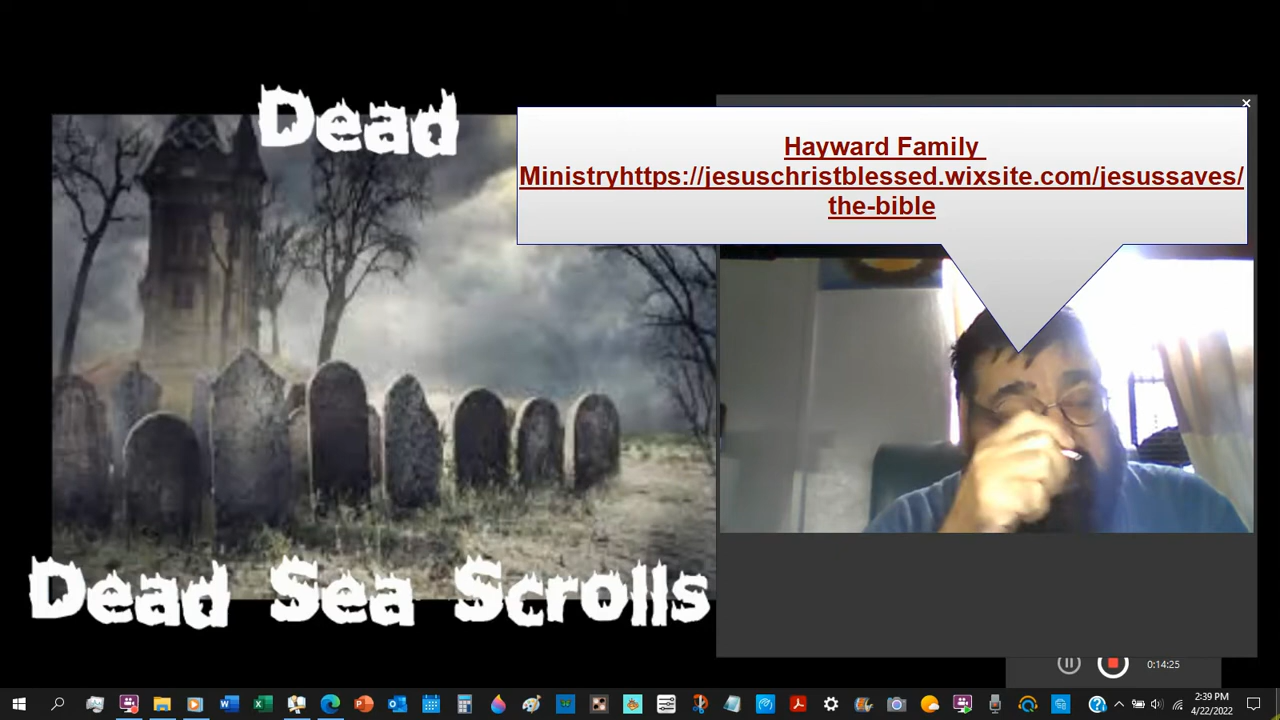 Dead
Hayward Family
Ministryhttps://jesuschristblessed.wixsite.com/jesussaves/
the-bible
Dead Sea Scrolls
0:14:25
2:39 PM
4/22/2022